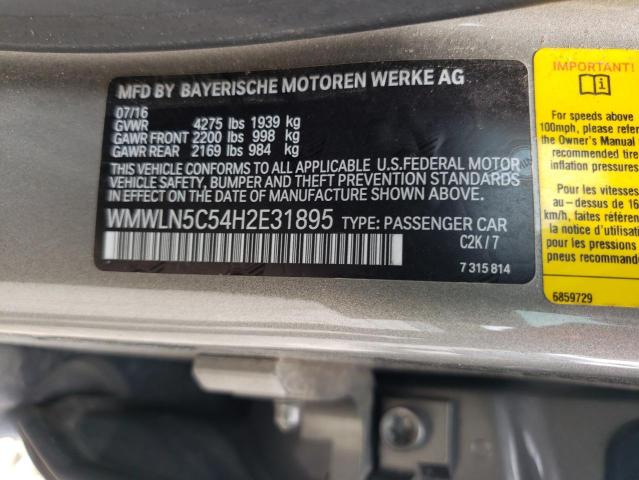 MFD BY BAYERISCHE MOTOREN WERKE AG
07/16
GVWR 4275 lbs 1939 kg
GAWR FRONT 2200 lbs 998 kg
GAWR REAR 2169 lbs 984 kg
THIS VEHICLE CONFORMS TO ALL APPLICABLE U.S.FEDERAL MOTOR
VEHICLE SAFETY, BUMPER AND THEFT PREVENTION STANDARDS
IN EFFECT ON THE DATE OF MANUFACTURE SHOWN ABOVE.
WMWLN5C54H2E31895 TYPE: PASSENGER CAR
C2K / 7
7 315 814
IMPORTANT!
For speeds above
100mph, please refer
the Owner's Manual
recommended tire
inflation pressures
Pour les vitesses
au-dessus de 16
km/h, faites référen
la notice d'utilisat
pour les pressions
pneus recommandé
6859729